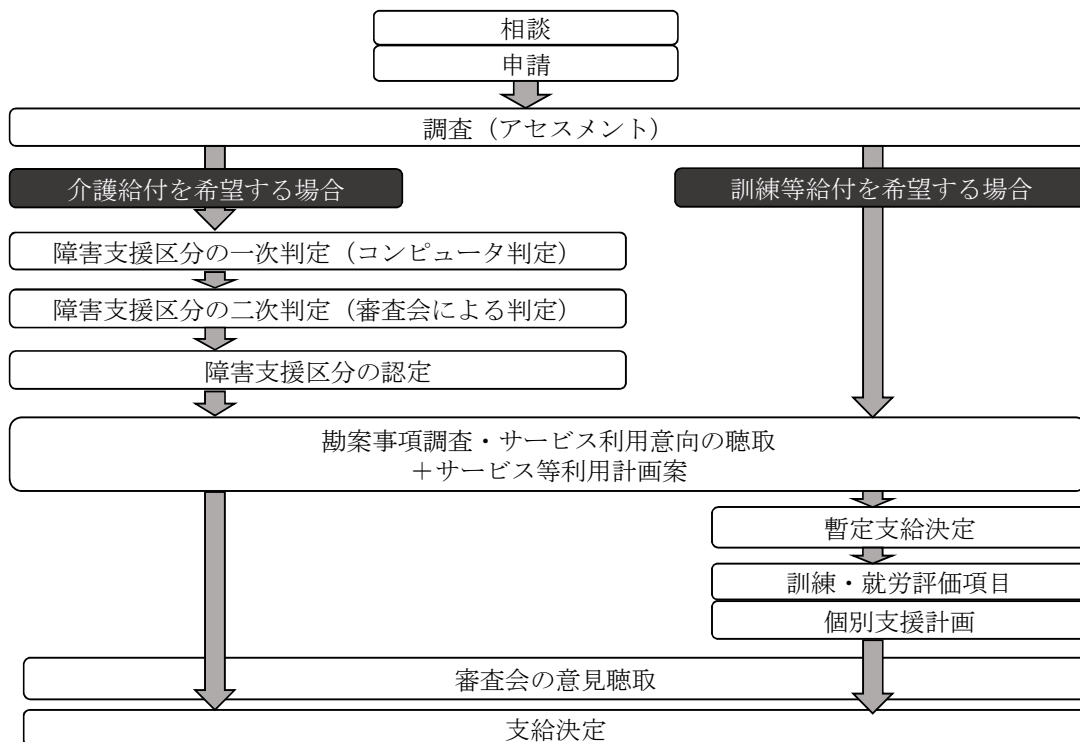 相談
申請
調査（アセスメント）
介護給付を希望する場合
訓練等給付を希望する場合
障害支援区分の一次判定（コンピュータ判定）
障害支援区分の二次判定（審査会による判定）
障害支援区分の認定
勘案事項調査・サービス利用意向の聴取
＋サービス等利用計画案
暫定支給決定
訓練・就労評価項目
個別支援計画
審査会の意見聴取
支給決定